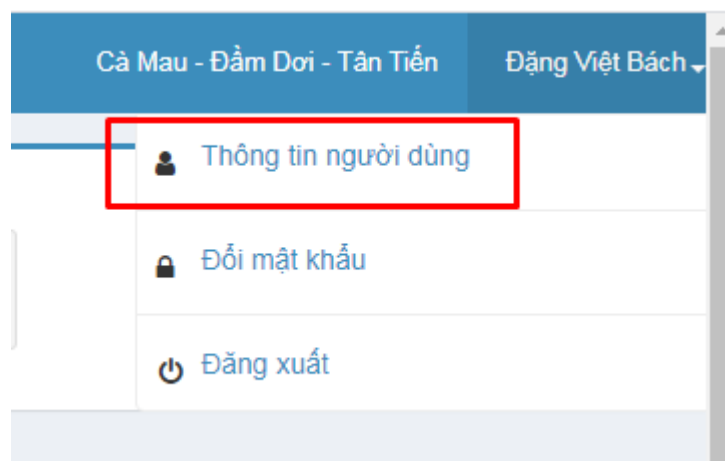 Cà Mau - Đầm Dơi - Tân Tiến Đặng Việt Bách
Thông tin người dùng
Đổi mật khẩu
Đăng xuất